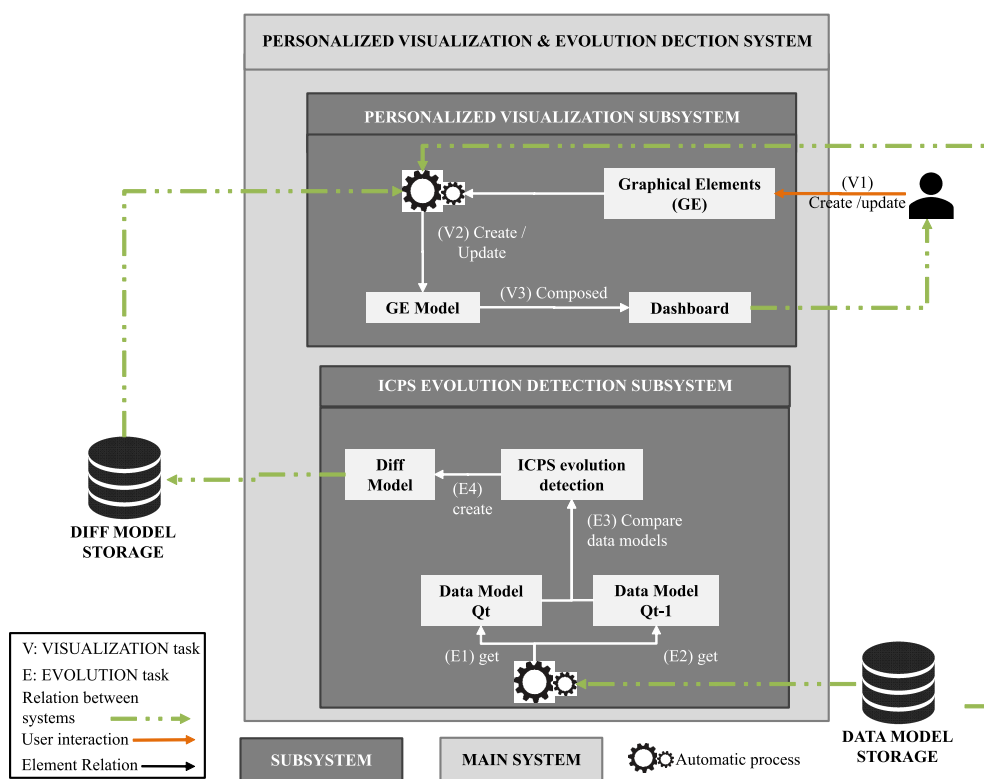 PERSONALIZED VISUALIZATION & EVOLUTION DECTION SYSTEM
PERSONALIZED VISUALIZATION SUBSYSTEM
Graphical Elements
(GE)
(V1)
Create /update
(V2) Create /
Update
GE Model
(V3) Composed
Dashboard
ICPS EVOLUTION DETECTION SUBSYSTEM
Diff
Model
(E4)
create
ICPS evolution
detection
(E3) Compare
data models
DIFF MODEL
STORAGE
Data Model
Qt
Data Model
Qt-1
(E1) get
(E2) get
DATA MODEL
STORAGE
V: VISUALIZATION task
E: EVOLUTION task
Relation between
systems
User interaction
Element Relation
SUBSYSTEM
MAIN SYSTEM
Automatic process